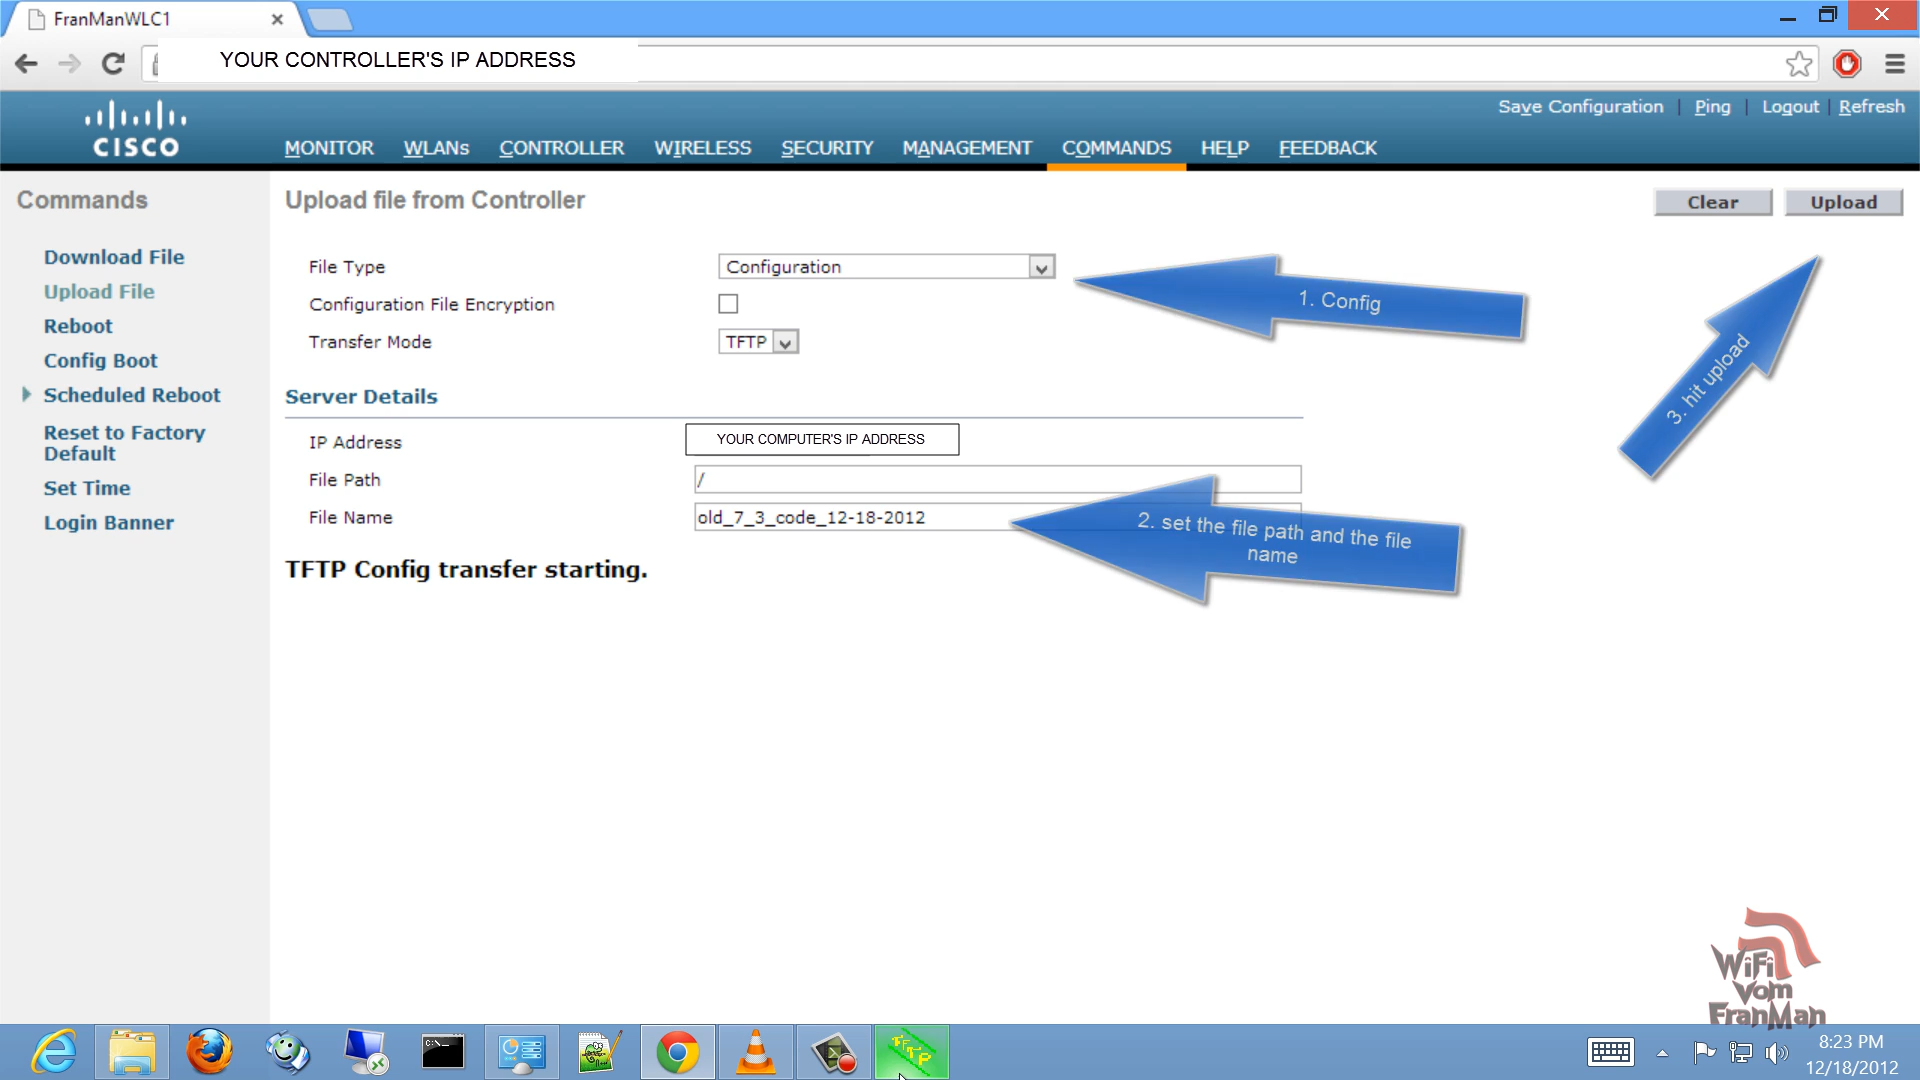 FranManWLC1
YOUR CONTROLLER'S IP ADDRESS
Save Configuration | Ping | Logout | Refresh
CISCO
MONITOR WLANs CONTROLLER WIRELESS SECURITY MANAGEMENT COMMANDS HELP FEEDBACK
Commands
Download File
Upload File
Reboot
Config Boot
Scheduled Reboot
Reset to Factory
Default
Set Time
Login Banner
Upload file from Controller
Clear Upload
File Type Configuration
1. Config
Configuration File Encryption
Transfer Mode TFTP
3. hit upload
Server Details
IP Address YOUR COMPUTER'S IP ADDRESS
File Path /
File Name old_7_3_code_12-18-2012
2. set the file path and the file
name
TFTP Config transfer starting.
WiFi
Vom
FranMan
C:\_
TFTP
8:23 PM
12/18/2012